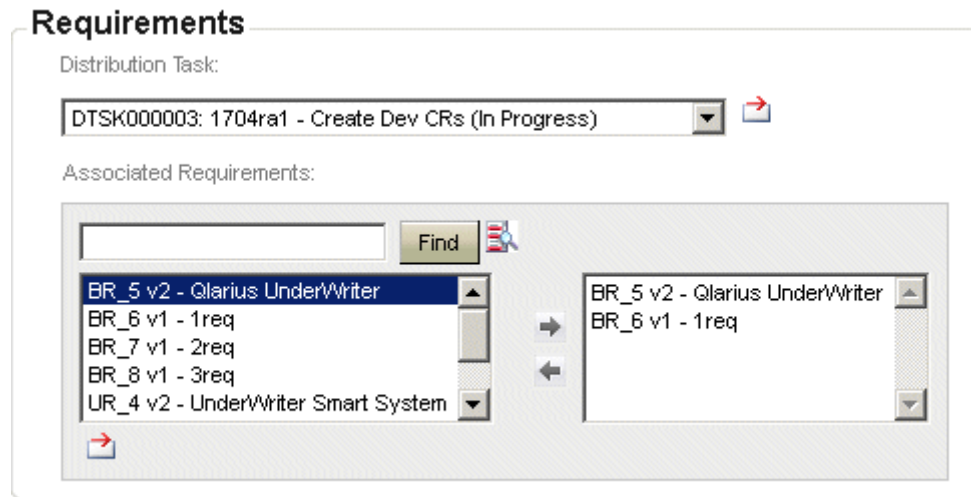 Requirements
Distribution Task:
DTSK000003: 1704ra1 - Create Dev CRs (In Progress)
Associated Requirements:
Find
BR_5 v2 - Qlarius UnderWriter
BR_6 v1 - 1req
BR_7 v1 - 2req
BR_8 v1 - 3req
UR_4 v2 - UnderWriter Smart System
BR_5 v2 - Qlarius UnderWriter
BR_6 v1 - 1req